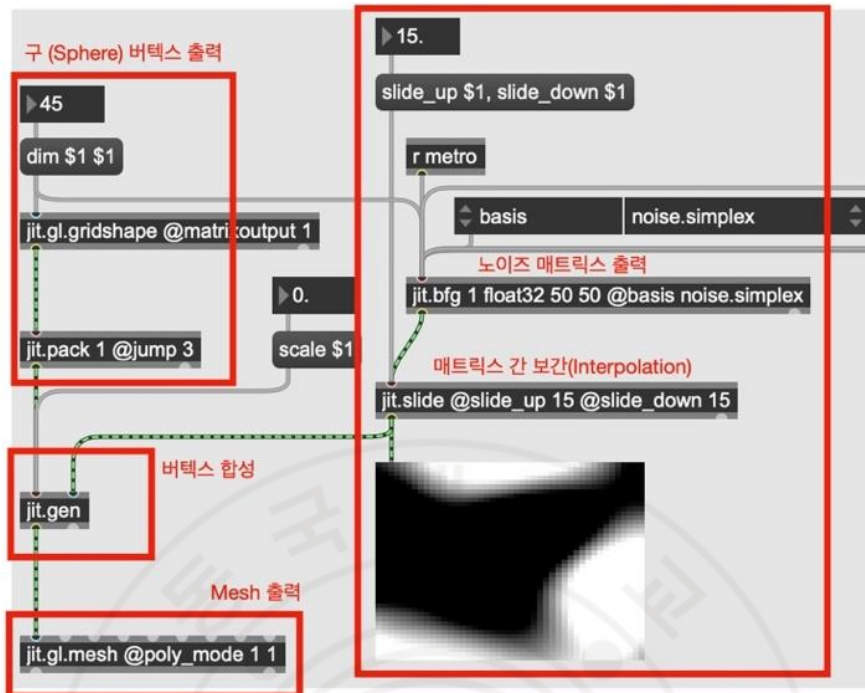 구 (Sphere) 버텍스 출력
45
dim $1 $1
jit.gl.gridshape @matrixoutput 1
jit.pack 1 @jump 3
0.
scale $1
버텍스 합성
jit.gen
Mesh 출력
jit.gl.mesh @poly_mode 1 1
15.
slide_up $1, slide_down $1
r metro
basis noise.simplex
노이즈 매트릭스 출력
jit.bfg 1 float32 50 50 @basis noise.simplex
매트릭스 간 보간(Interpolation)
jit.slide @slide_up 15 @slide_down 15
동 국 교